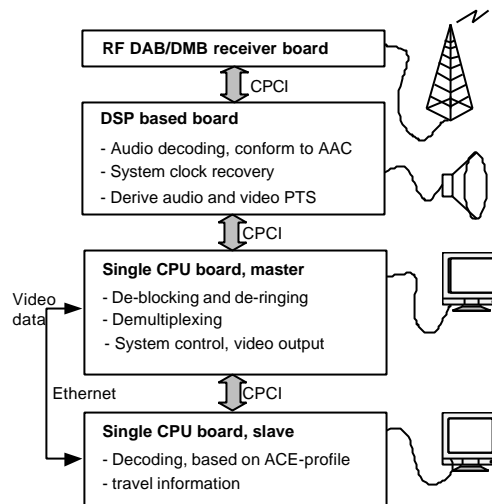 RF DAB/DMB receiver board
CPCI
DSP based board
- Audio decoding, conform to AAC
- System clock recovery
- Derive audio and video PTS
CPCI
Single CPU board, master
- De-blocking and de-ringing
- Demultiplexing
- System control, video output
Video
data
Ethernet
CPCI
Single CPU board, slave
- Decoding, based on ACE-profile
- travel information